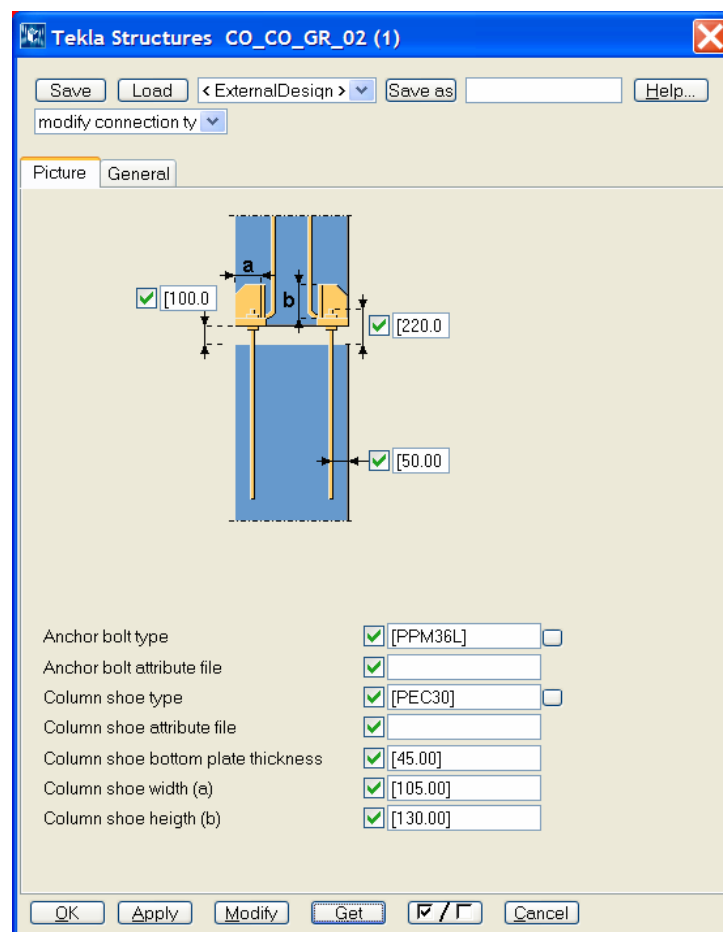 Tekla Structures CO_CO_GR_02 (1)
Save Load <ExternalDesign> Save as Help...
modify connection ty
Picture General
a
[100.0 b
[220.0
[50.00
Anchor bolt type [PPM36L]
Anchor bolt attribute file
Column shoe type [PEC30]
Column shoe attribute file
Column shoe bottom plate thickness [45.00]
Column shoe width (a) [105.00]
Column shoe heigth (b) [130.00]
OK Apply Modify Get / Cancel